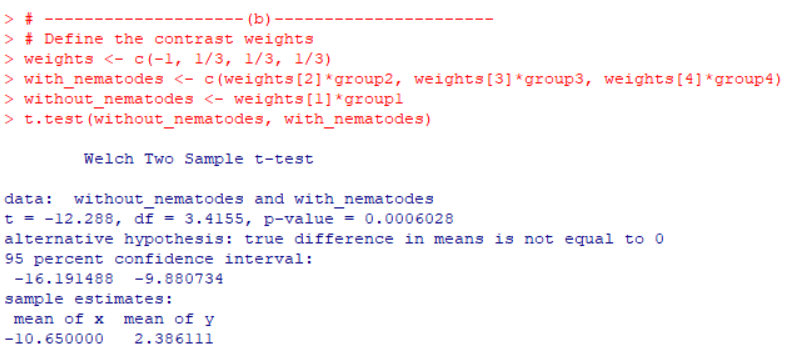 > # --------------------(b)----------------------
> # Define the contrast weights
> weights <- c(-1, 1/3, 1/3, 1/3)
> with_nematodes <- c(weights[2]*group2, weights[3]*group3, weights[4]*group4)
> without_nematodes <- weights[1]*group1
> t.test(without_nematodes, with_nematodes)
Welch Two Sample t-test
data:  without_nematodes and with_nematodes
t = -12.288, df = 3.4155, p-value = 0.0006028
alternative hypothesis: true difference in means is not equal to 0
95 percent confidence interval:
-16.191488  -9.880734
sample estimates:
mean of x  mean of y
-10.650000   2.386111